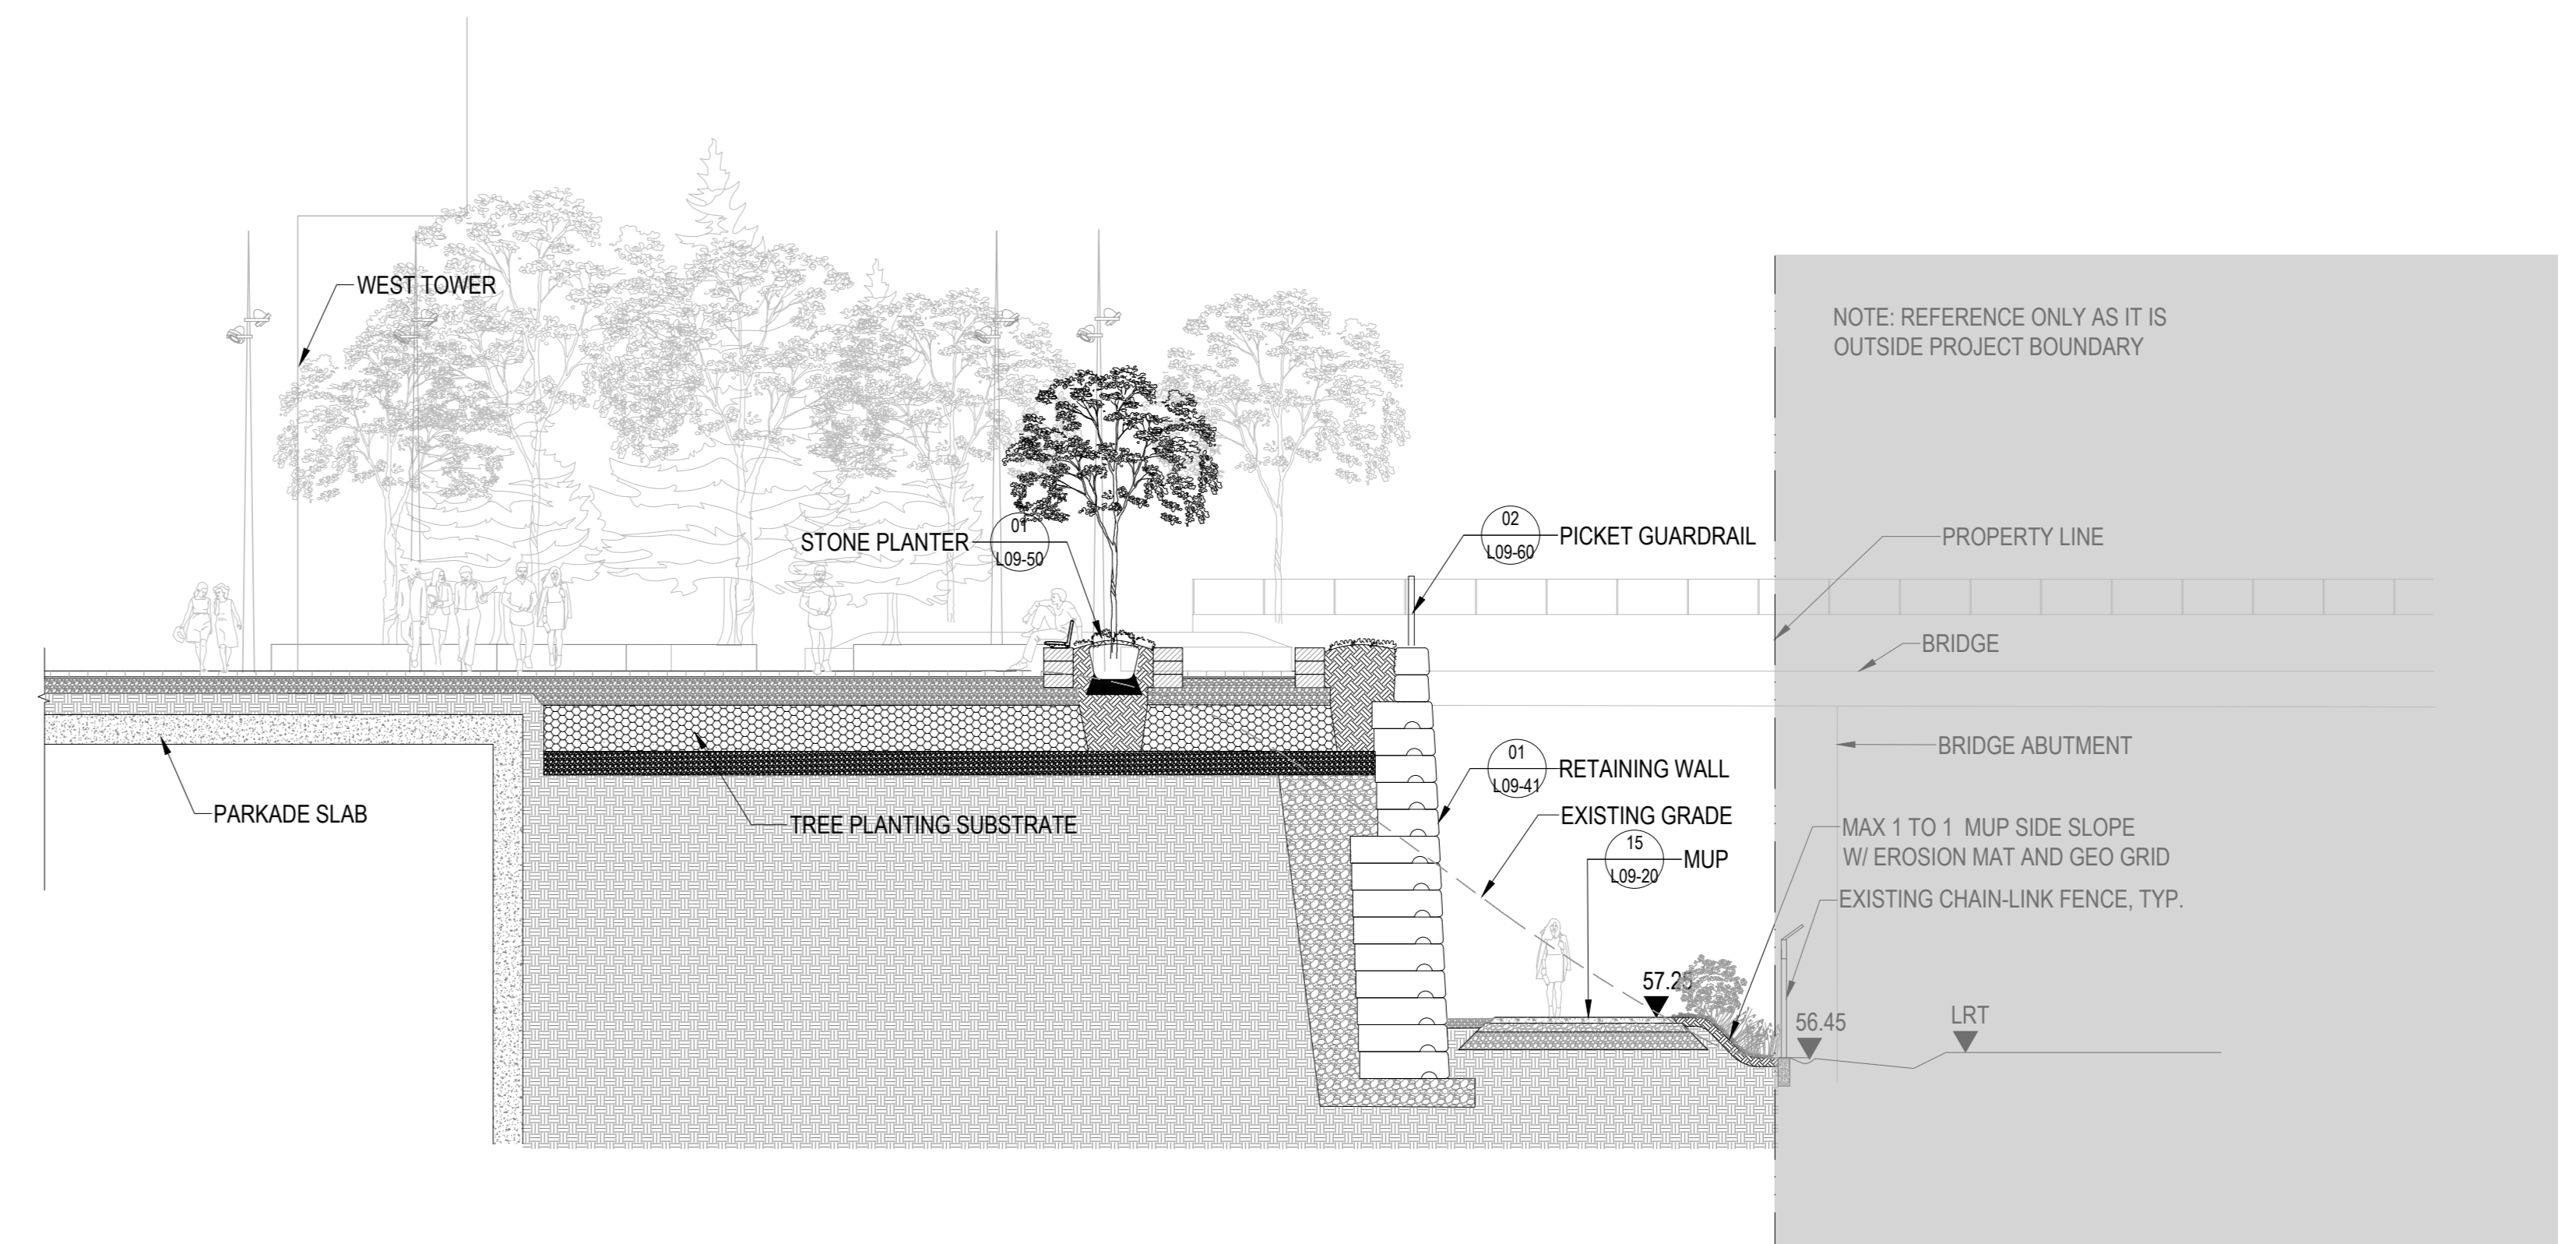 WEST TOWER
NOTE: REFERENCE ONLY AS IT IS
OUTSIDE PROJECT BOUNDARY
STONE PLANTER
01
L09-50
02
L09-60
PICKET GUARDRAIL
PROPERTY LINE
BRIDGE
BRIDGE ABUTMENT
01
L09-41
RETAINING WALL
PARKADE SLAB
TREE PLANTING SUBSTRATE
EXISTING GRADE
15
L09-20
MUP
MAX 1 TO 1 MUP SIDE SLOPE
W/ EROSION MAT AND GEO GRID
EXISTING CHAIN-LINK FENCE, TYP.
57.25
56.45
LRT